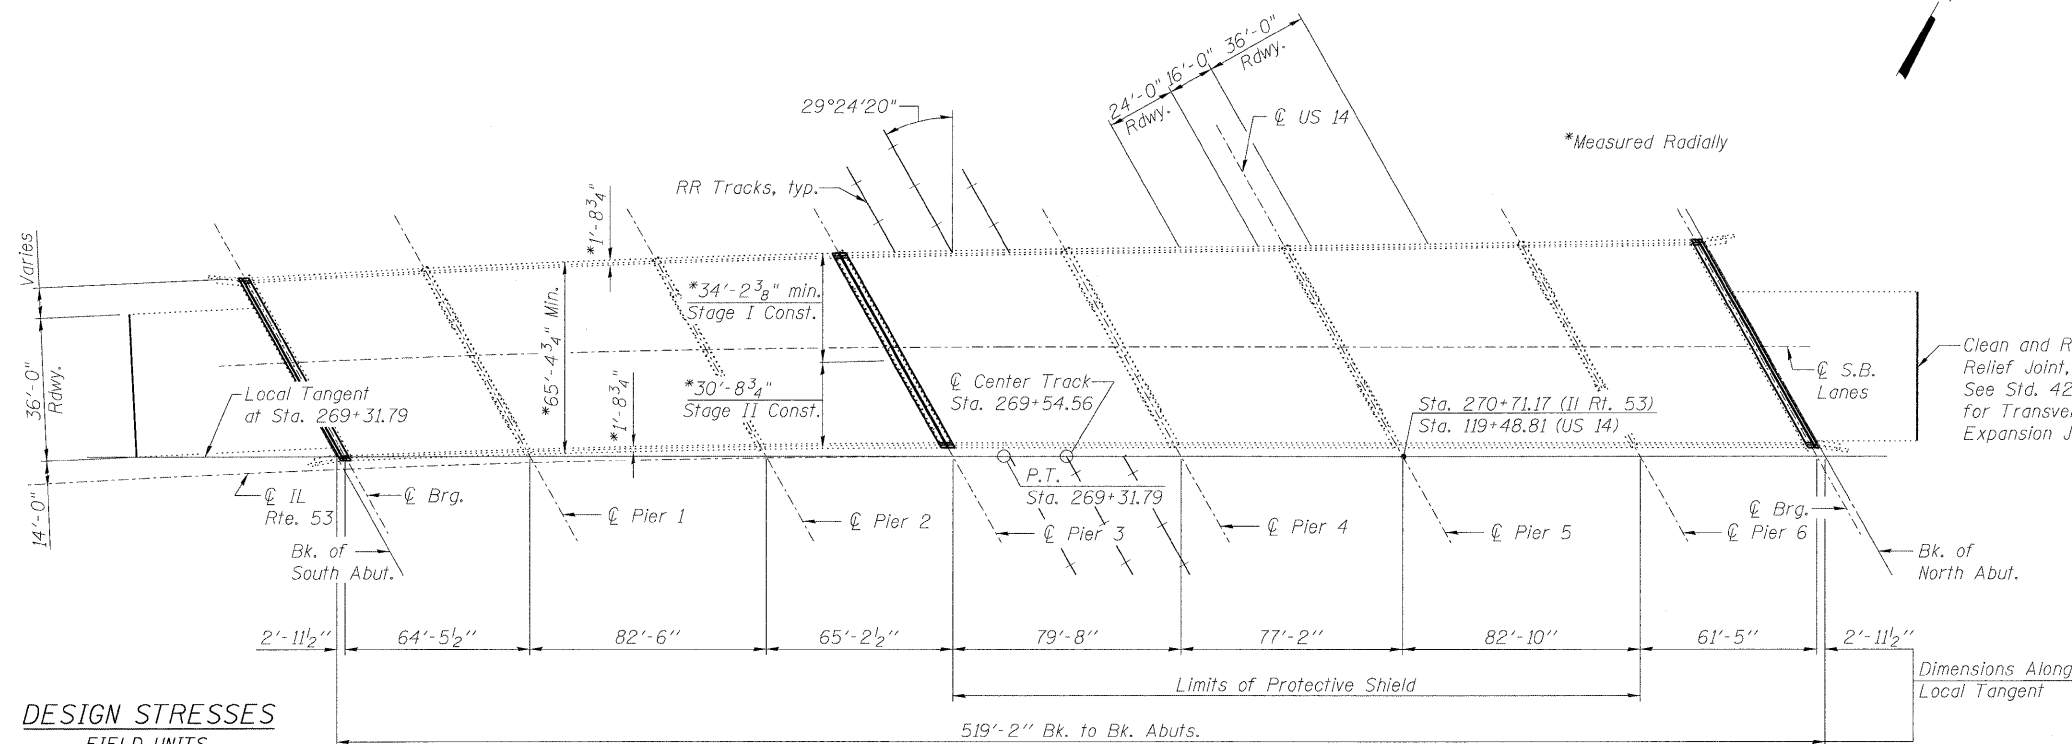 36'-0"
16'-0"
24'-0"
Rdwy.
Rdwy.
29°24'20"
℄ US 14
*Measured Radially
RR Tracks, typ.
*1'-8¾"
Varies
36'-0"
Rdwy.
14'-0"
*65'-4¾" Min.
*34'-2⅜" min.
Stage I Const.
*30'-8¾"
Stage II Const.
*1'-8¾"
Local Tangent
at Sta. 269+31.79
℄ Center Track
Sta. 269+54.56
Sta. 270+71.17 (Il Rt. 53)
Sta. 119+48.81 (US 14)
℄ S.B.
Lanes
Clean and R
Relief Joint,
See Std. 42
for Transve
Expansion J
℄ IL
Rte. 53
℄ Brg.
Bk. of
South Abut.
℄ Pier 1
℄ Pier 2
P.T.
Sta. 269+31.79
℄ Pier 3
℄ Pier 4
℄ Pier 5
℄ Brg.
℄ Pier 6
Bk. of
North Abut.
2'-11½" 64'-5½" 82'-6" 65'-2½" 79'-8" 77'-2" 82'-10" 61'-5" 2'-11½"
Dimensions Along
Local Tangent
Limits of Protective Shield
519'-2" Bk. to Bk. Abuts.
DESIGN STRESSES
FIELD UNITS